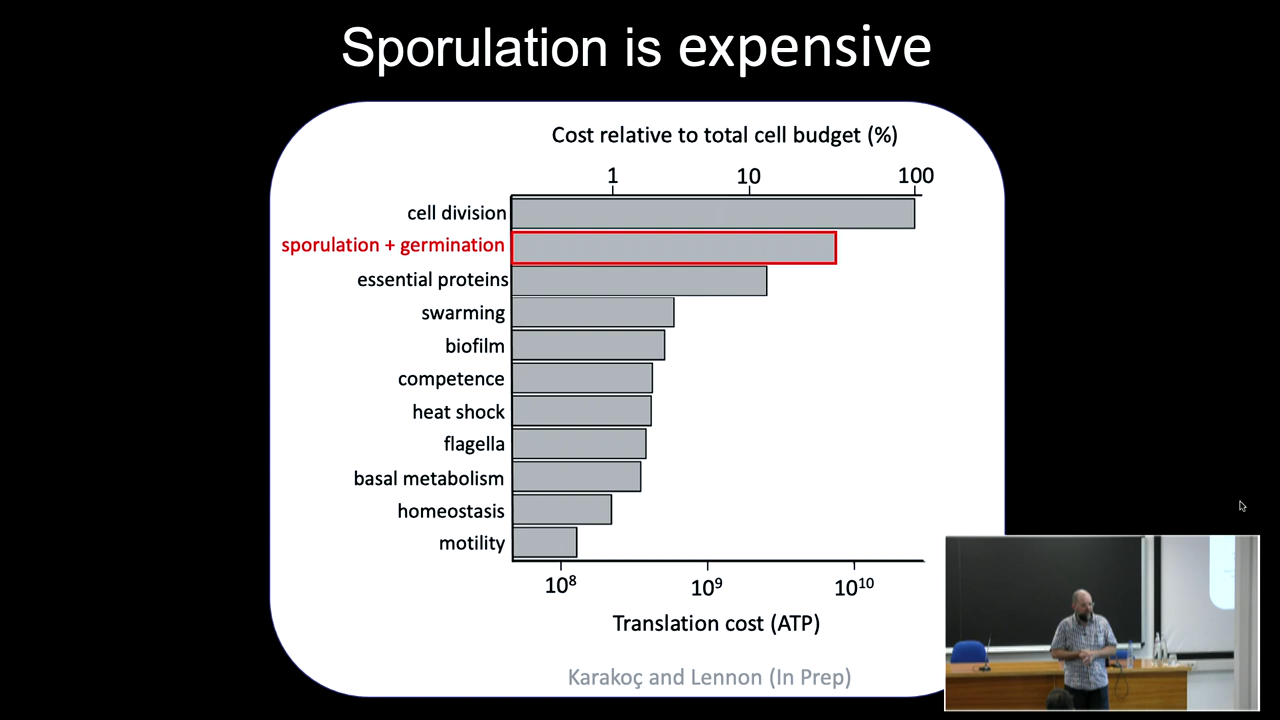 Sporulation is expensive
Cost relative to total cell budget (%)
1 10 100
cell division
sporulation + germination
essential proteins
swarming
biofilm
competence
heat shock
flagella
basal metabolism
homeostasis
motility
10⁸ 10⁹ 10¹⁰
Translation cost (ATP)
Karakoç and Lennon (In Prep)